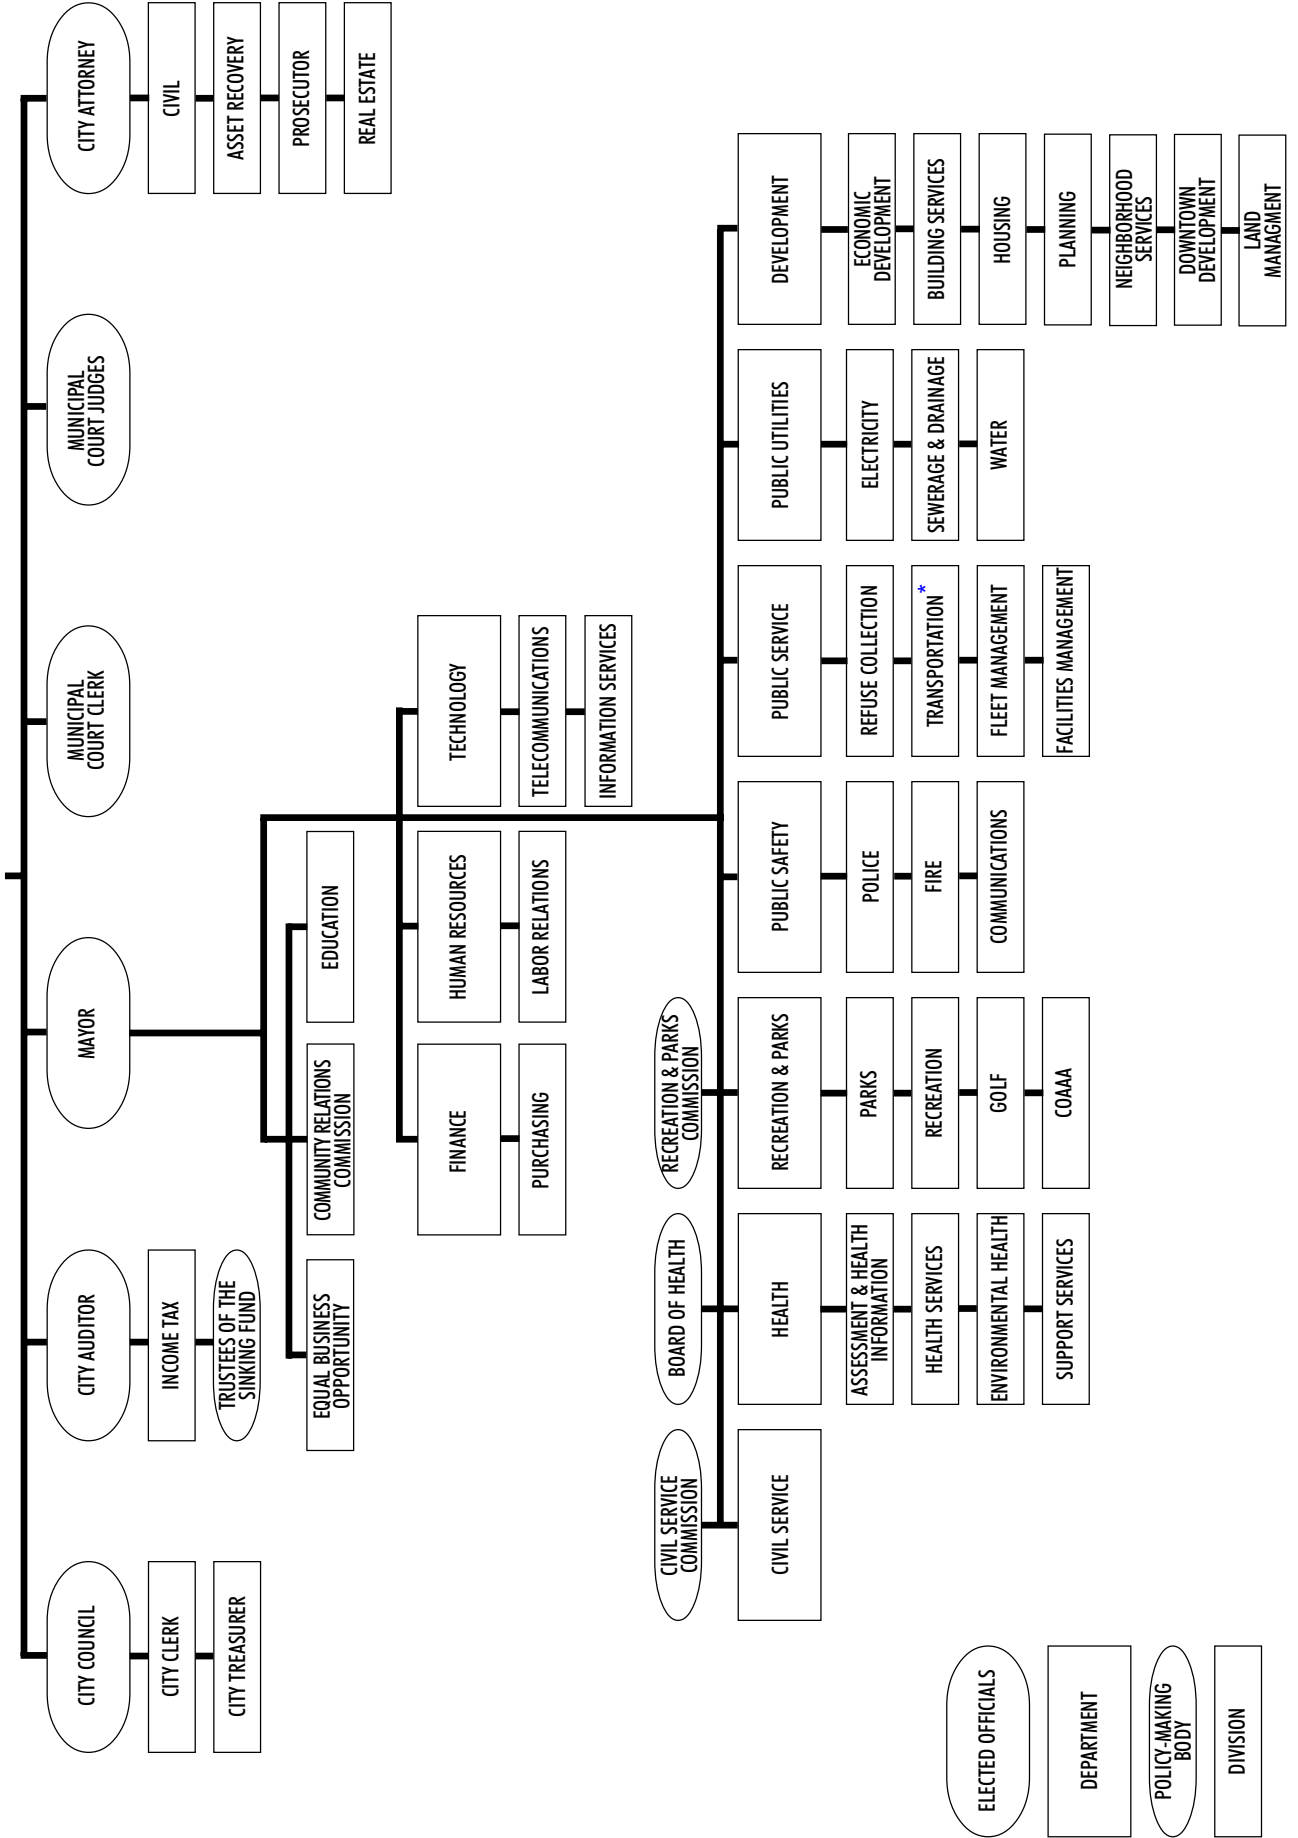 CITY COUNCIL
CITY CLERK
CITY TREASURER
CITY AUDITOR
INCOME TAX
TRUSTEES OF THE
SINKING FUND
MAYOR
MUNICIPAL
COURT CLERK
MUNICIPAL
COURT JUDGES
CITY ATTORNEY
CIVIL
ASSET RECOVERY
PROSECUTOR
REAL ESTATE
EQUAL BUSINESS
OPPORTUNITY
COMMUNITY RELATIONS
COMMISSION
EDUCATION
FINANCE
PURCHASING
HUMAN RESOURCES
LABOR RELATIONS
TECHNOLOGY
TELECOMMUNICATIONS
INFORMATION SERVICES
CIVIL SERVICE
COMMISSION
CIVIL SERVICE
BOARD OF HEALTH
HEALTH
ASSESSMENT & HEALTH
INFORMATION
HEALTH SERVICES
ENVIRONMENTAL HEALTH
SUPPORT SERVICES
RECREATION & PARKS
COMMISSION
RECREATION & PARKS
PARKS
RECREATION
GOLF
COAAA
PUBLIC SAFETY
POLICE
FIRE
COMMUNICATIONS
PUBLIC SERVICE
REFUSE COLLECTION
TRANSPORTATION *
FLEET MANAGEMENT
FACILITIES MANAGEMENT
PUBLIC UTILITIES
ELECTRICITY
SEWERAGE & DRAINAGE
WATER
DEVELOPMENT
ECONOMIC
DEVELOPMENT
BUILDING SERVICES
HOUSING
PLANNING
NEIGHBORHOOD
SERVICES
DOWNTOWN
DEVELOPMENT
LAND
MANAGMENT
ELECTED OFFICIALS
DEPARTMENT
POLICY-MAKING
BODY
DIVISION